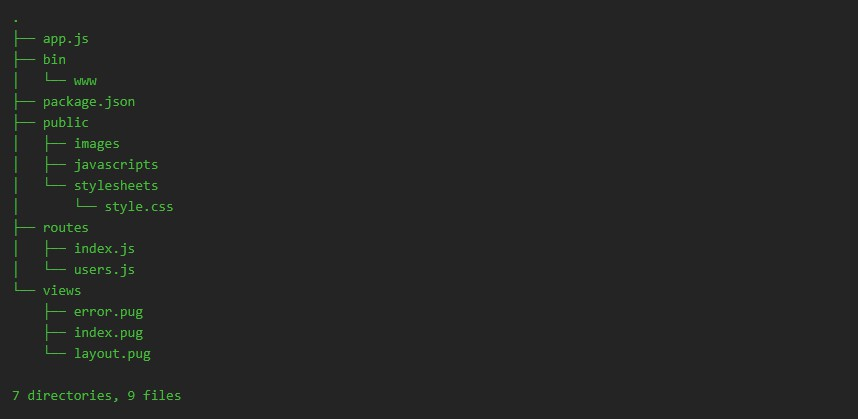 .
├── app.js
├── bin
│   └── www
├── package.json
├── public
│   ├── images
│   ├── javascripts
│   └── stylesheets
│       └── style.css
├── routes
│   ├── index.js
│   └── users.js
└── views
    ├── error.pug
    ├── index.pug
    └── layout.pug

7 directories, 9 files